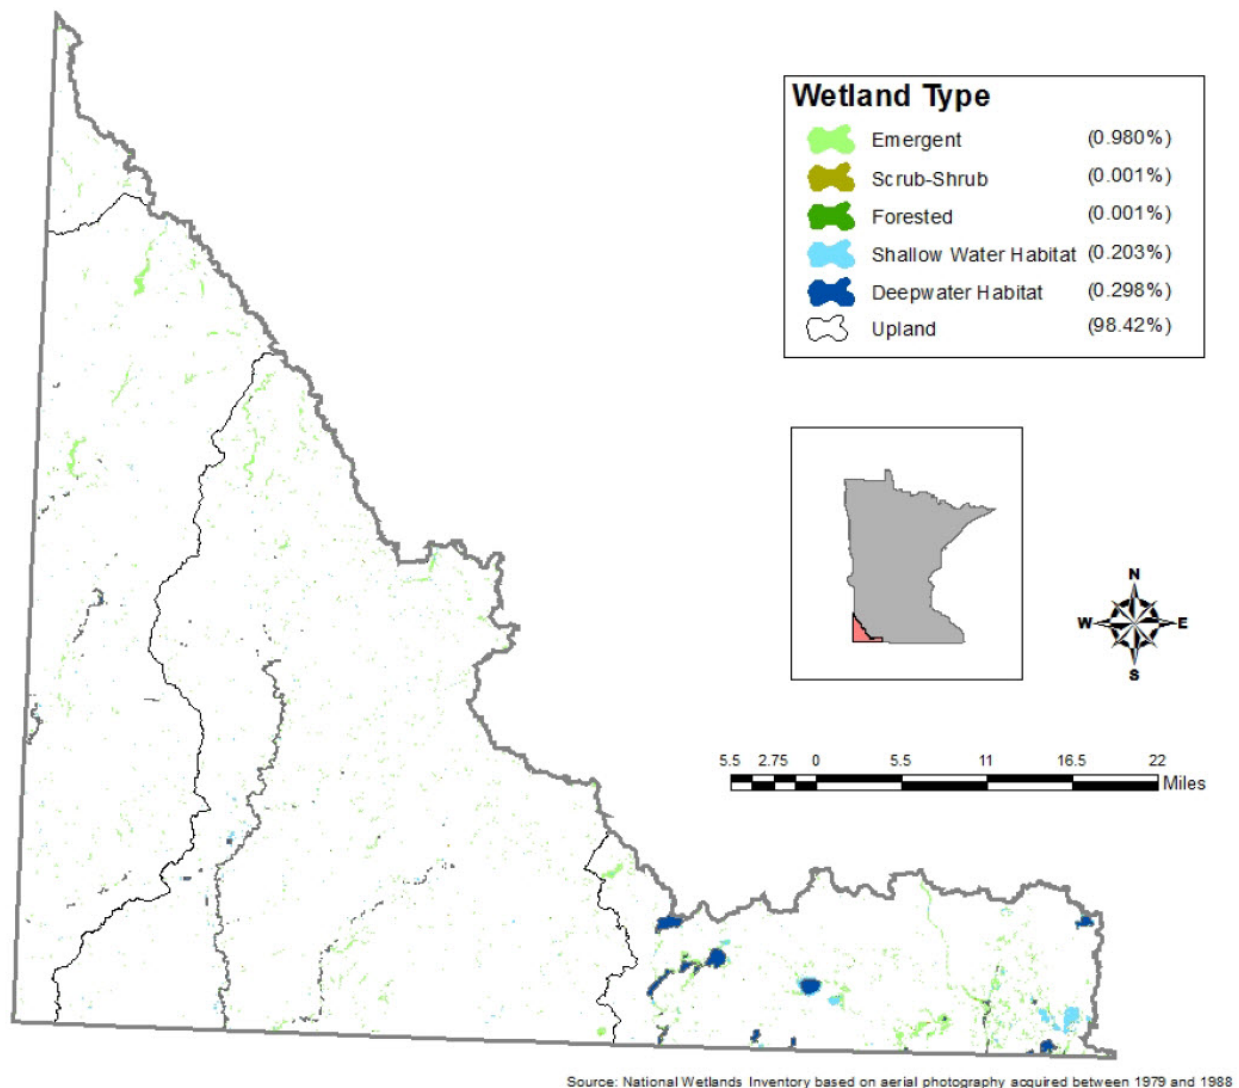 Wetland Type
Emergent (0.980%)
Scrub-Shrub (0.001%)
Forested (0.001%)
Shallow Water Habitat (0.203%)
Deepwater Habitat (0.298%)
Upland (98.42%)
N
W E
S
5.5 2.75 0 5.5 11 16.5 22
Miles
Source: National Wetlands Inventory based on aerial photography acquired between 1979 and 1988